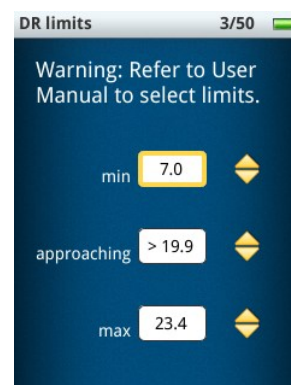 DR limits 3/50
Warning: Refer to User
Manual to select limits.
min 7.0
approaching > 19.9
max 23.4